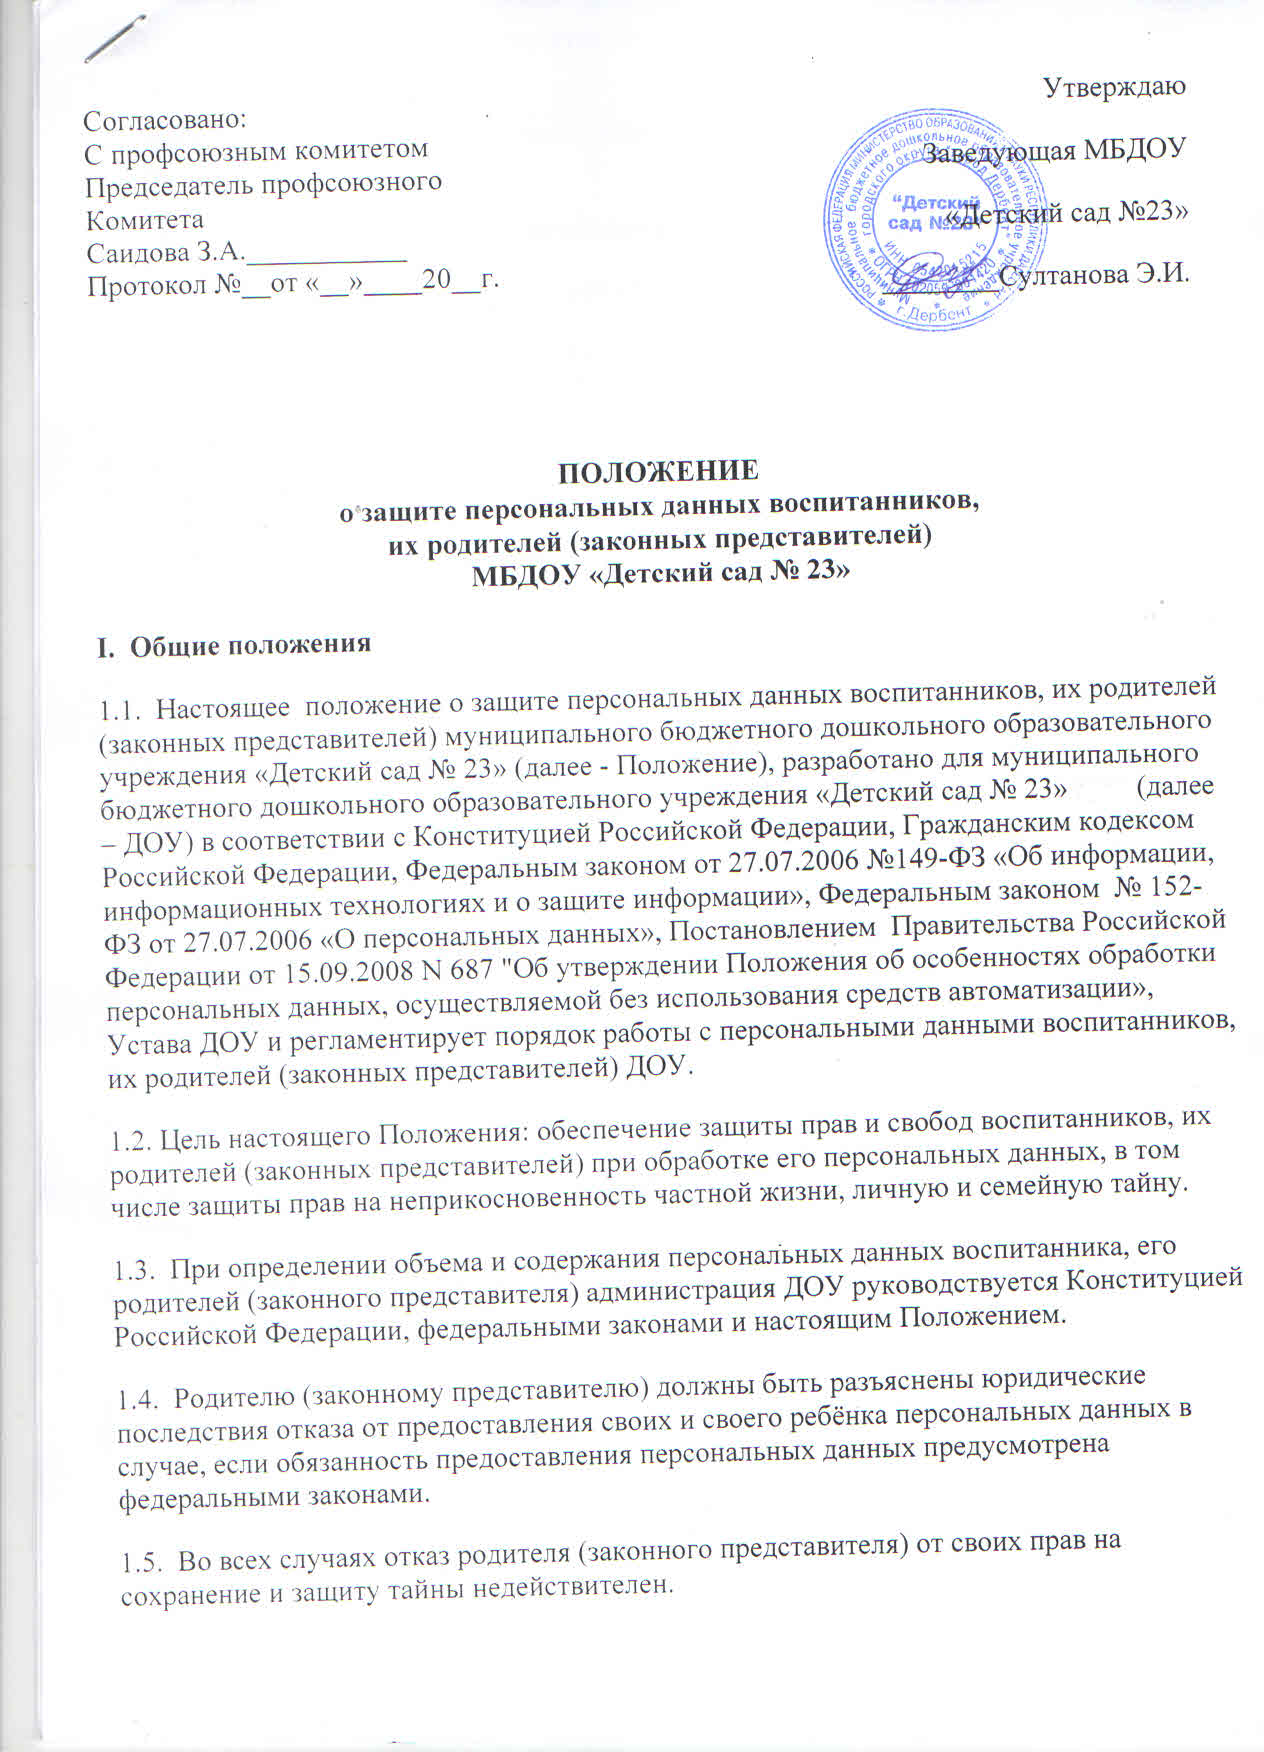 Утверждаю
Согласовано:
С профсоюзным комитетом
Председатель профсоюзного
Комитета
Саидова З.А.____________
Протокол №__от «__»____20__г.
Заведующая МБДОУ
«Детский сад №23»
________Султанова Э.И.
"Детский
сад №23"
г.Дербент
ПОЛОЖЕНИЕ
о защите персональных данных воспитанников,
их родителей (законных представителей)
МБДОУ «Детский сад № 23»
I. Общие положения
1.1. Настоящее положение о защите персональных данных воспитанников, их родителей
(законных представителей) муниципального бюджетного дошкольного образовательного
учреждения «Детский сад № 23» (далее - Положение), разработано для муниципального
бюджетного дошкольного образовательного учреждения «Детский сад № 23» (далее
– ДОУ) в соответствии с Конституцией Российской Федерации, Гражданским кодексом
Российской Федерации, Федеральным законом от 27.07.2006 №149-ФЗ «Об информации,
информационных технологиях и о защите информации», Федеральным законом № 152-
ФЗ от 27.07.2006 «О персональных данных», Постановлением Правительства Российской
Федерации от 15.09.2008 N 687 "Об утверждении Положения об особенностях обработки
персональных данных, осуществляемой без использования средств автоматизации»,
Устава ДОУ и регламентирует порядок работы с персональными данными воспитанников,
их родителей (законных представителей) ДОУ.
1.2. Цель настоящего Положения: обеспечение защиты прав и свобод воспитанников, их
родителей (законных представителей) при обработке его персональных данных, в том
числе защиты прав на неприкосновенность частной жизни, личную и семейную тайну.
1.3. При определении объема и содержания персональных данных воспитанника, его
родителей (законного представителя) администрация ДОУ руководствуется Конституцией
Российской Федерации, федеральными законами и настоящим Положением.
1.4. Родителю (законному представителю) должны быть разъяснены юридические
последствия отказа от предоставления своих и своего ребёнка персональных данных в
случае, если обязанность предоставления персональных данных предусмотрена
федеральными законами.
1.5. Во всех случаях отказ родителя (законного представителя) от своих прав на
сохранение и защиту тайны недействителен.